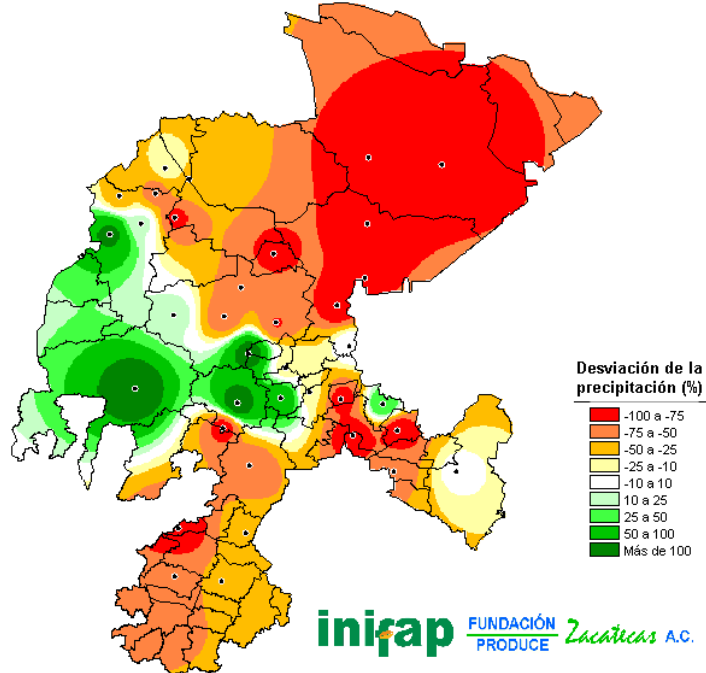 Desviación de la
precipitación (%)
-100 a -75
-75 a -50
-50 a -25
-25 a -10
-10 a 10
10 a 25
25 a 50
50 a 100
Más de 100
inifap
FUNDACIÓN
PRODUCE
Zacatecas A.C.